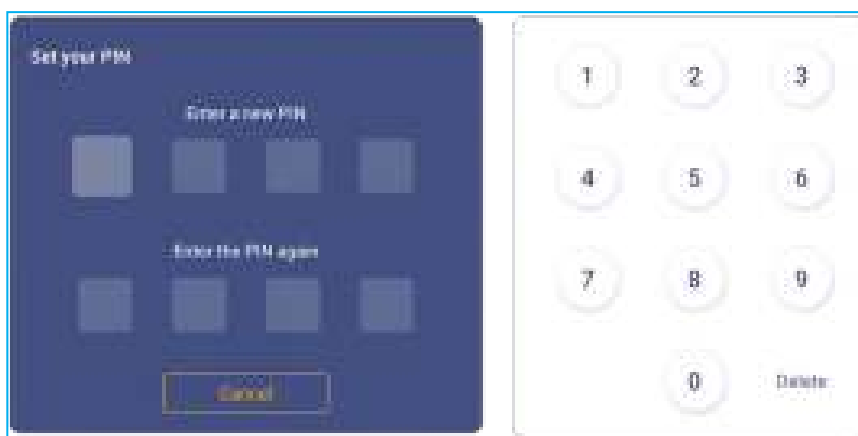 Set your PIN
Enter a new PIN
Enter the PIN again
Cancel
1 2 3
4 5 6
7 8 9
0 Delete